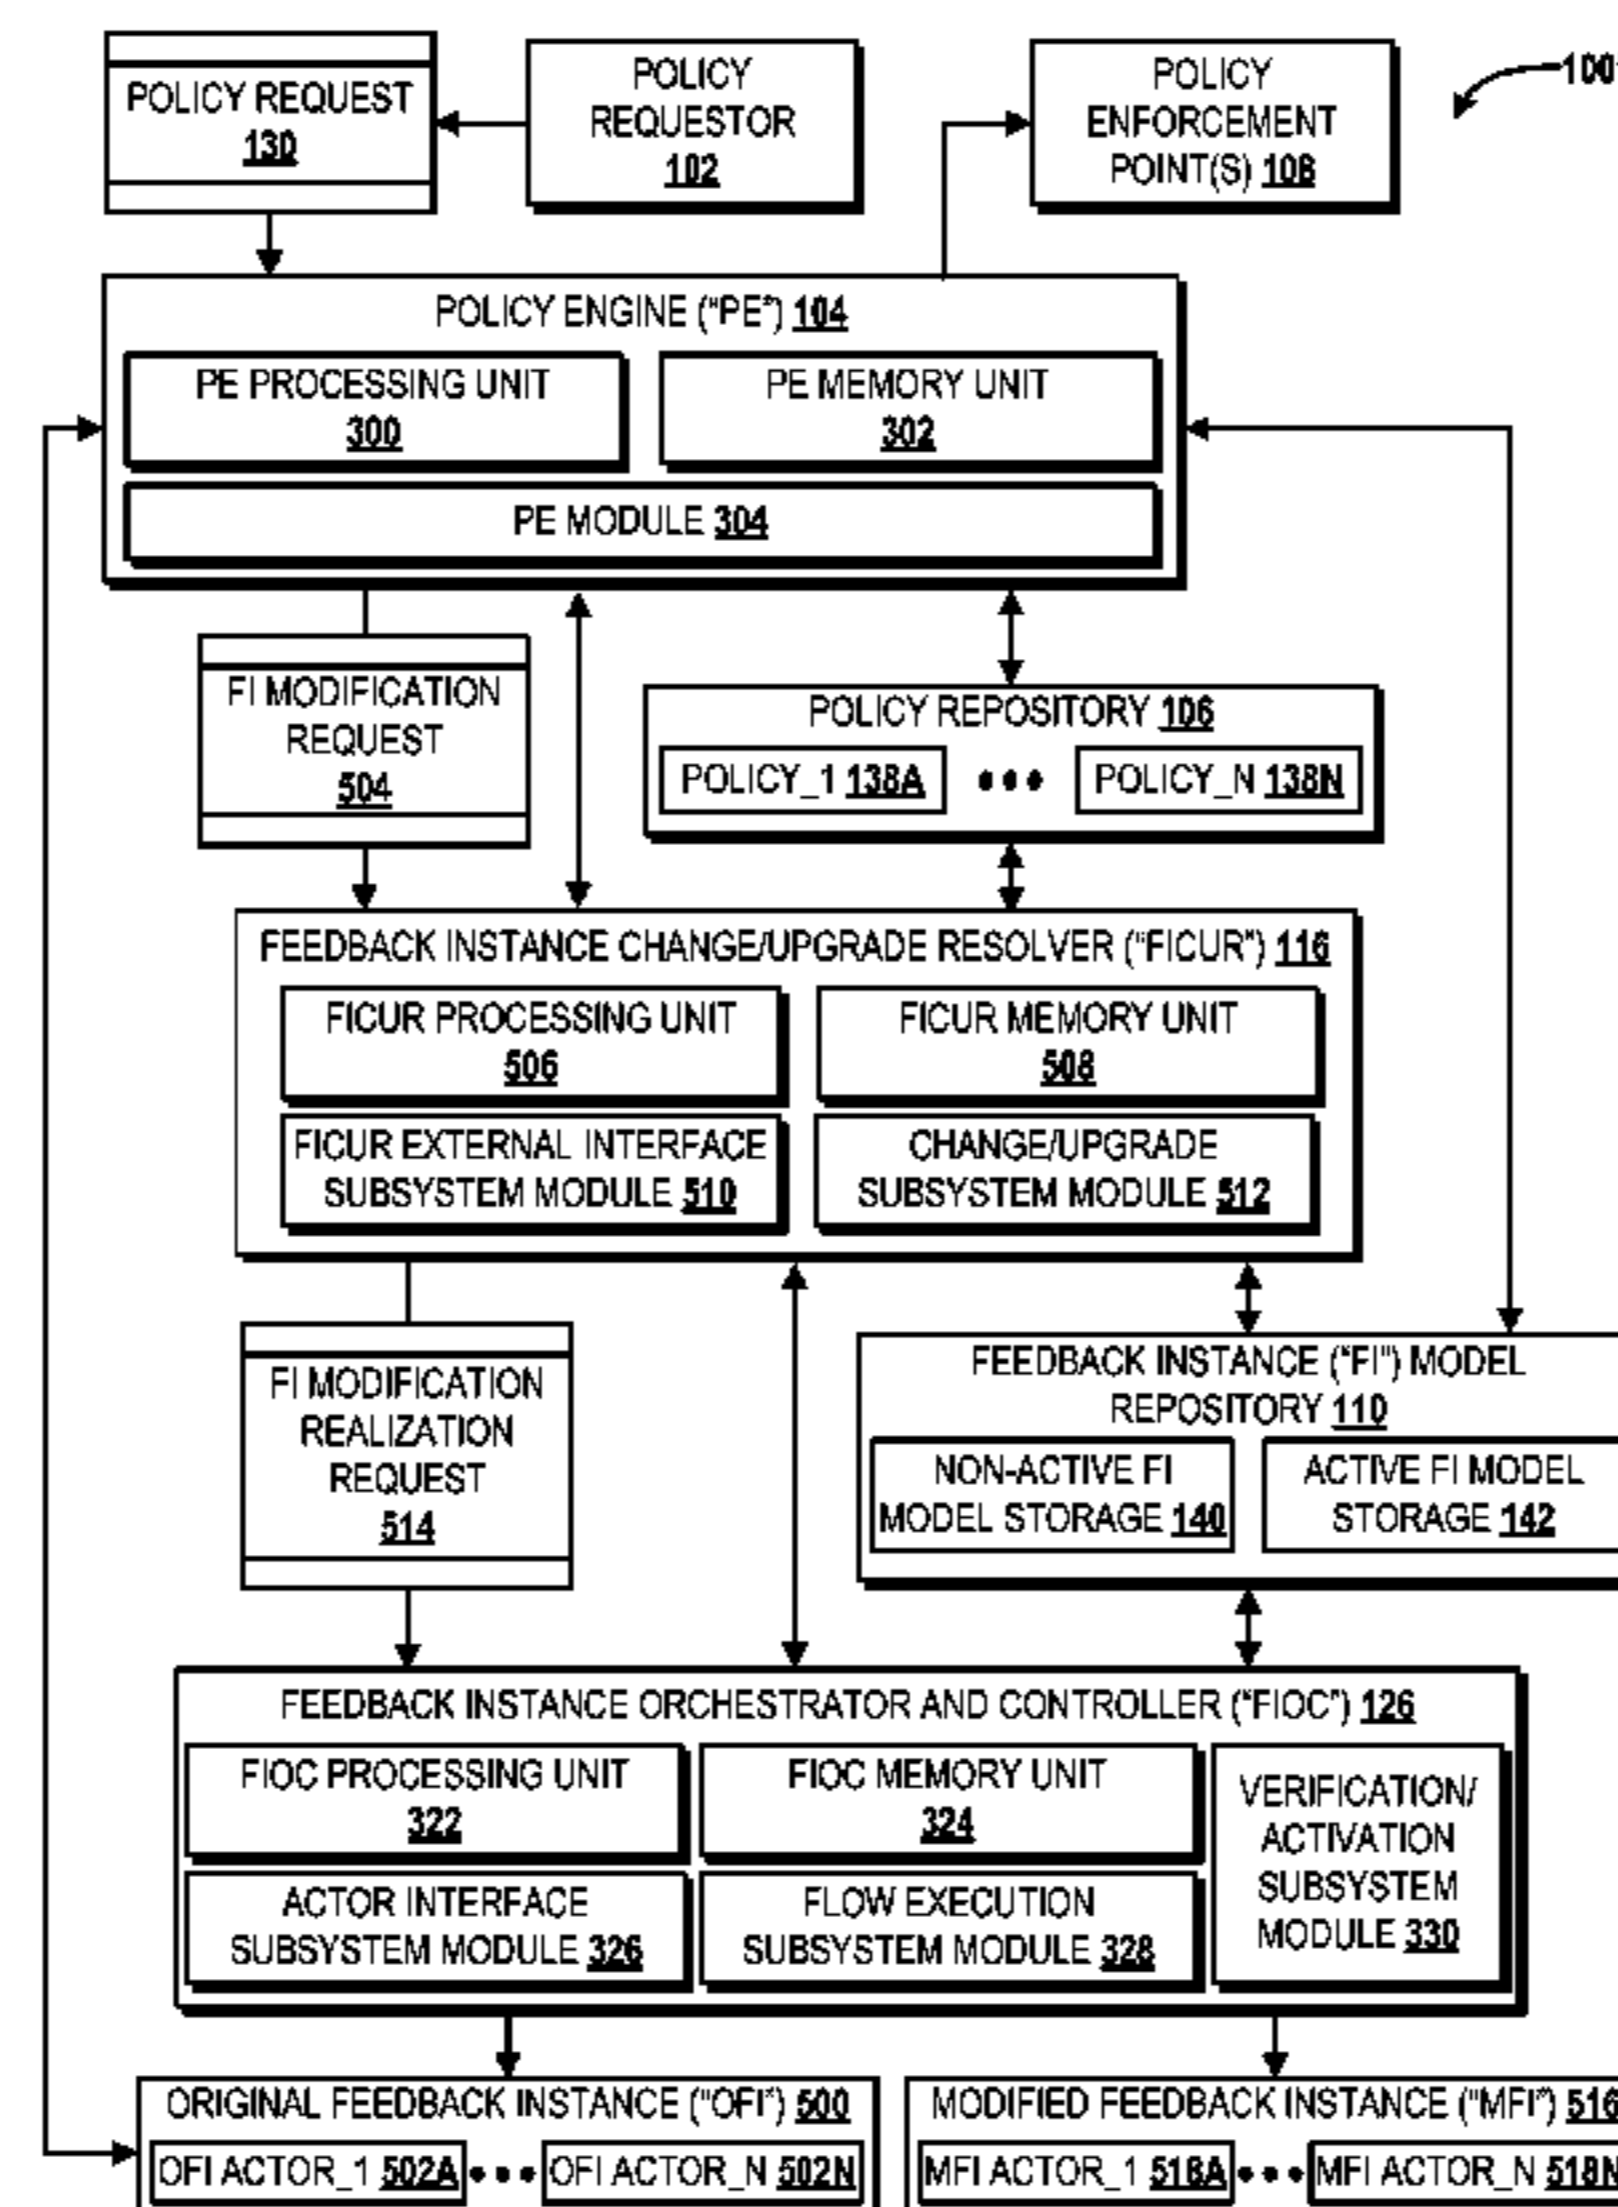 POLICY REQUEST
130
POLICY
REQUESTOR
102
POLICY
ENFORCEMENT
POINT(S) 108
100
POLICY ENGINE ("PE") 104
PE PROCESSING UNIT
300
PE MEMORY UNIT
302
PE MODULE 304
FI MODIFICATION
REQUEST
504
POLICY REPOSITORY 106
POLICY_1 138A
POLICY_N 138N
FEEDBACK INSTANCE CHANGE/UPGRADE RESOLVER ("FICUR") 116
FICUR PROCESSING UNIT
506
FICUR MEMORY UNIT
508
FICUR EXTERNAL INTERFACE
SUBSYSTEM MODULE 510
CHANGE/UPGRADE
SUBSYSTEM MODULE 512
FI MODIFICATION
REALIZATION
REQUEST
514
FEEDBACK INSTANCE ("FI") MODEL
REPOSITORY 110
NON-ACTIVE FI
MODEL STORAGE 140
ACTIVE FI MODEL
STORAGE 142
FEEDBACK INSTANCE ORCHESTRATOR AND CONTROLLER ("FIOC") 126
FIOC PROCESSING UNIT
322
FIOC MEMORY UNIT
324
VERIFICATION/
ACTIVATION
SUBSYSTEM
MODULE 330
ACTOR INTERFACE
SUBSYSTEM MODULE 326
FLOW EXECUTION
SUBSYSTEM MODULE 328
ORIGINAL FEEDBACK INSTANCE ("OFI") 500
OFI ACTOR_1 502A
OFI ACTOR_N 502N
MODIFIED FEEDBACK INSTANCE ("MFI") 516
MFI ACTOR_1 518A
MFI ACTOR_N 518N